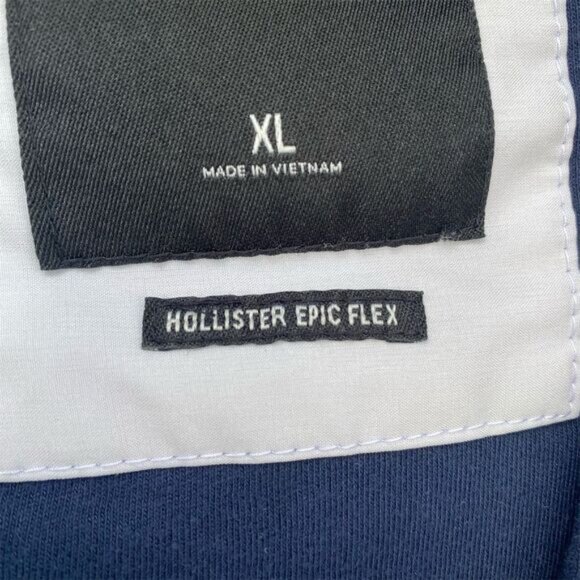 XL
MADE IN VIETNAM
HOLLISTER EPIC FLEX